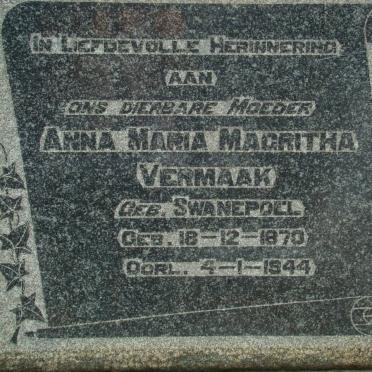 In Liefdevolle Herinnering
aan
ons dierbare Moeder
Anna Maria Magritha
Vermaak
Geb. Swanepoel
Geb. 18-12-1870
Oorl. 4-1-1944